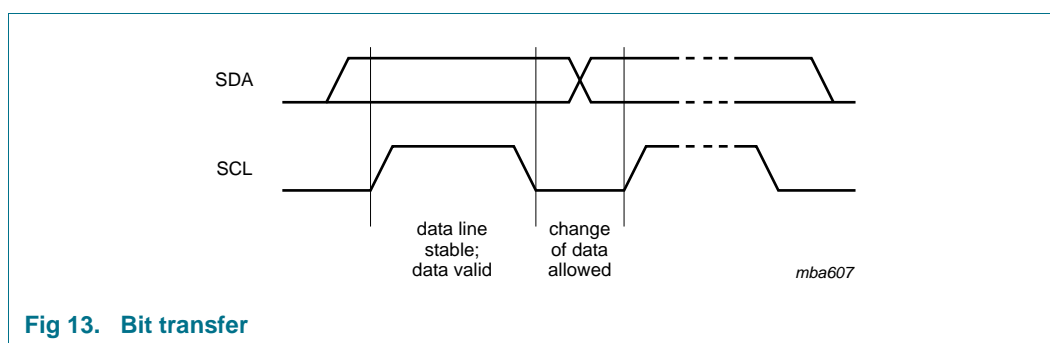 SDA
SCL
data line
stable;
data valid
change
of data
allowed
mba607
Fig 13. Bit transfer